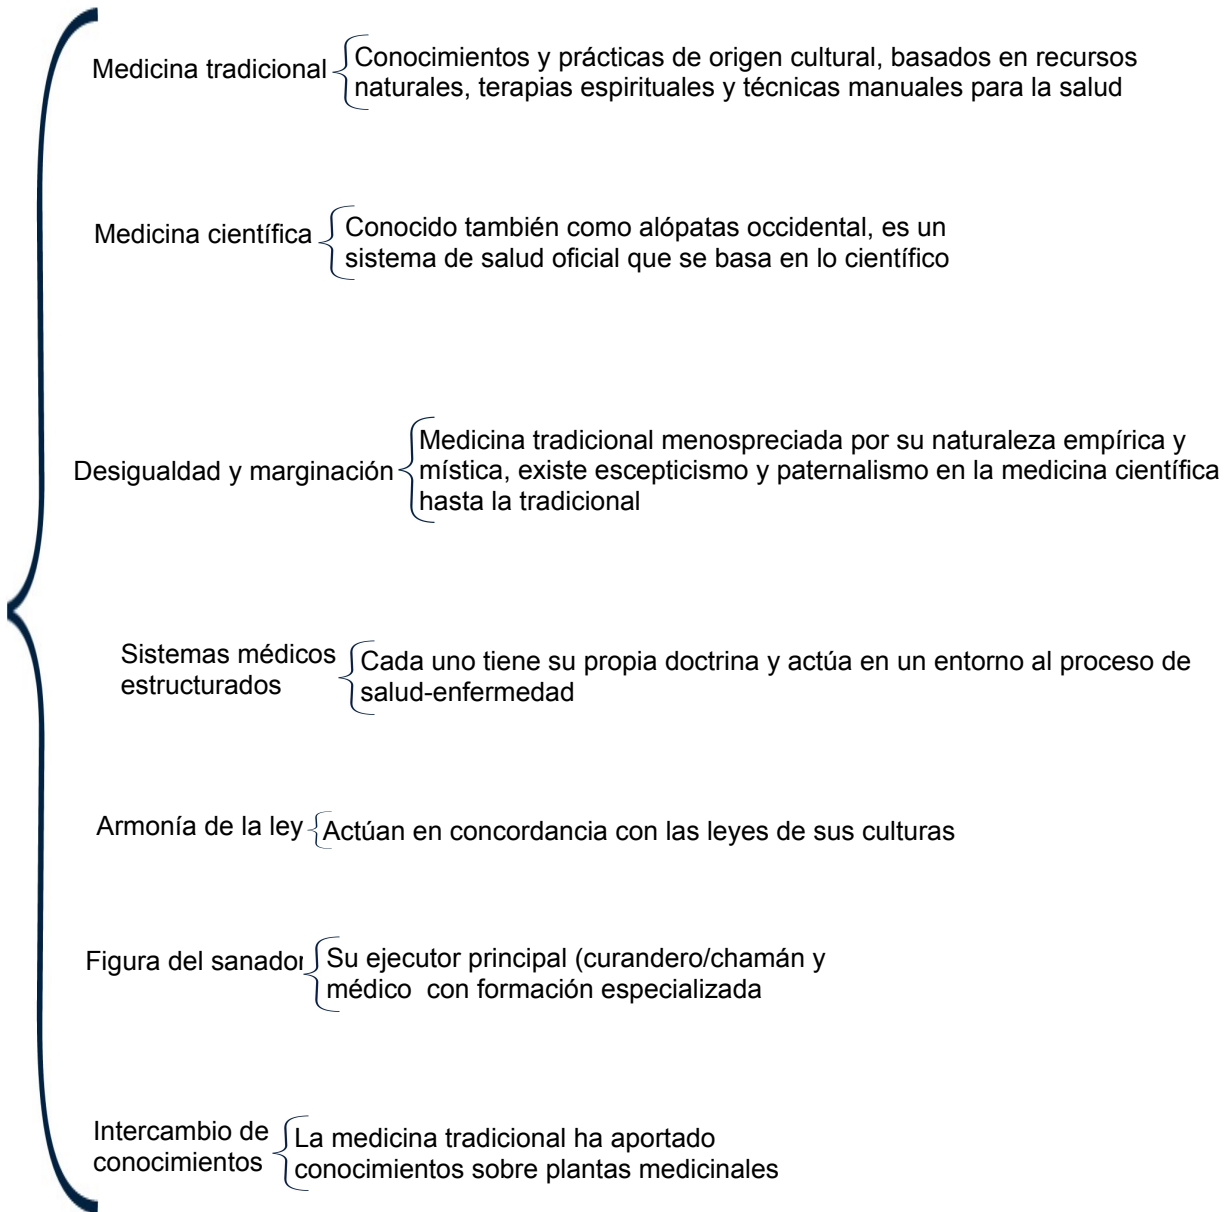 Medicina tradicional
Conocimientos y prácticas de origen cultural, basados en recursos
naturales, terapias espirituales y técnicas manuales para la salud
Medicina científica
Conocido también como alópatas occidental, es un
sistema de salud oficial que se basa en lo científico
Desigualdad y marginación
Medicina tradicional menospreciada por su naturaleza empírica y
mística, existe escepticismo y paternalismo en la medicina científica
hasta la tradicional
Sistemas médicos
estructurados
Cada uno tiene su propia doctrina y actúa en un entorno al proceso de
salud-enfermedad
Armonía de la ley
Actúan en concordancia con las leyes de sus culturas
Figura del sanador
Su ejecutor principal (curandero/chamán y
médico con formación especializada
Intercambio de
conocimientos
La medicina tradicional ha aportado
conocimientos sobre plantas medicinales